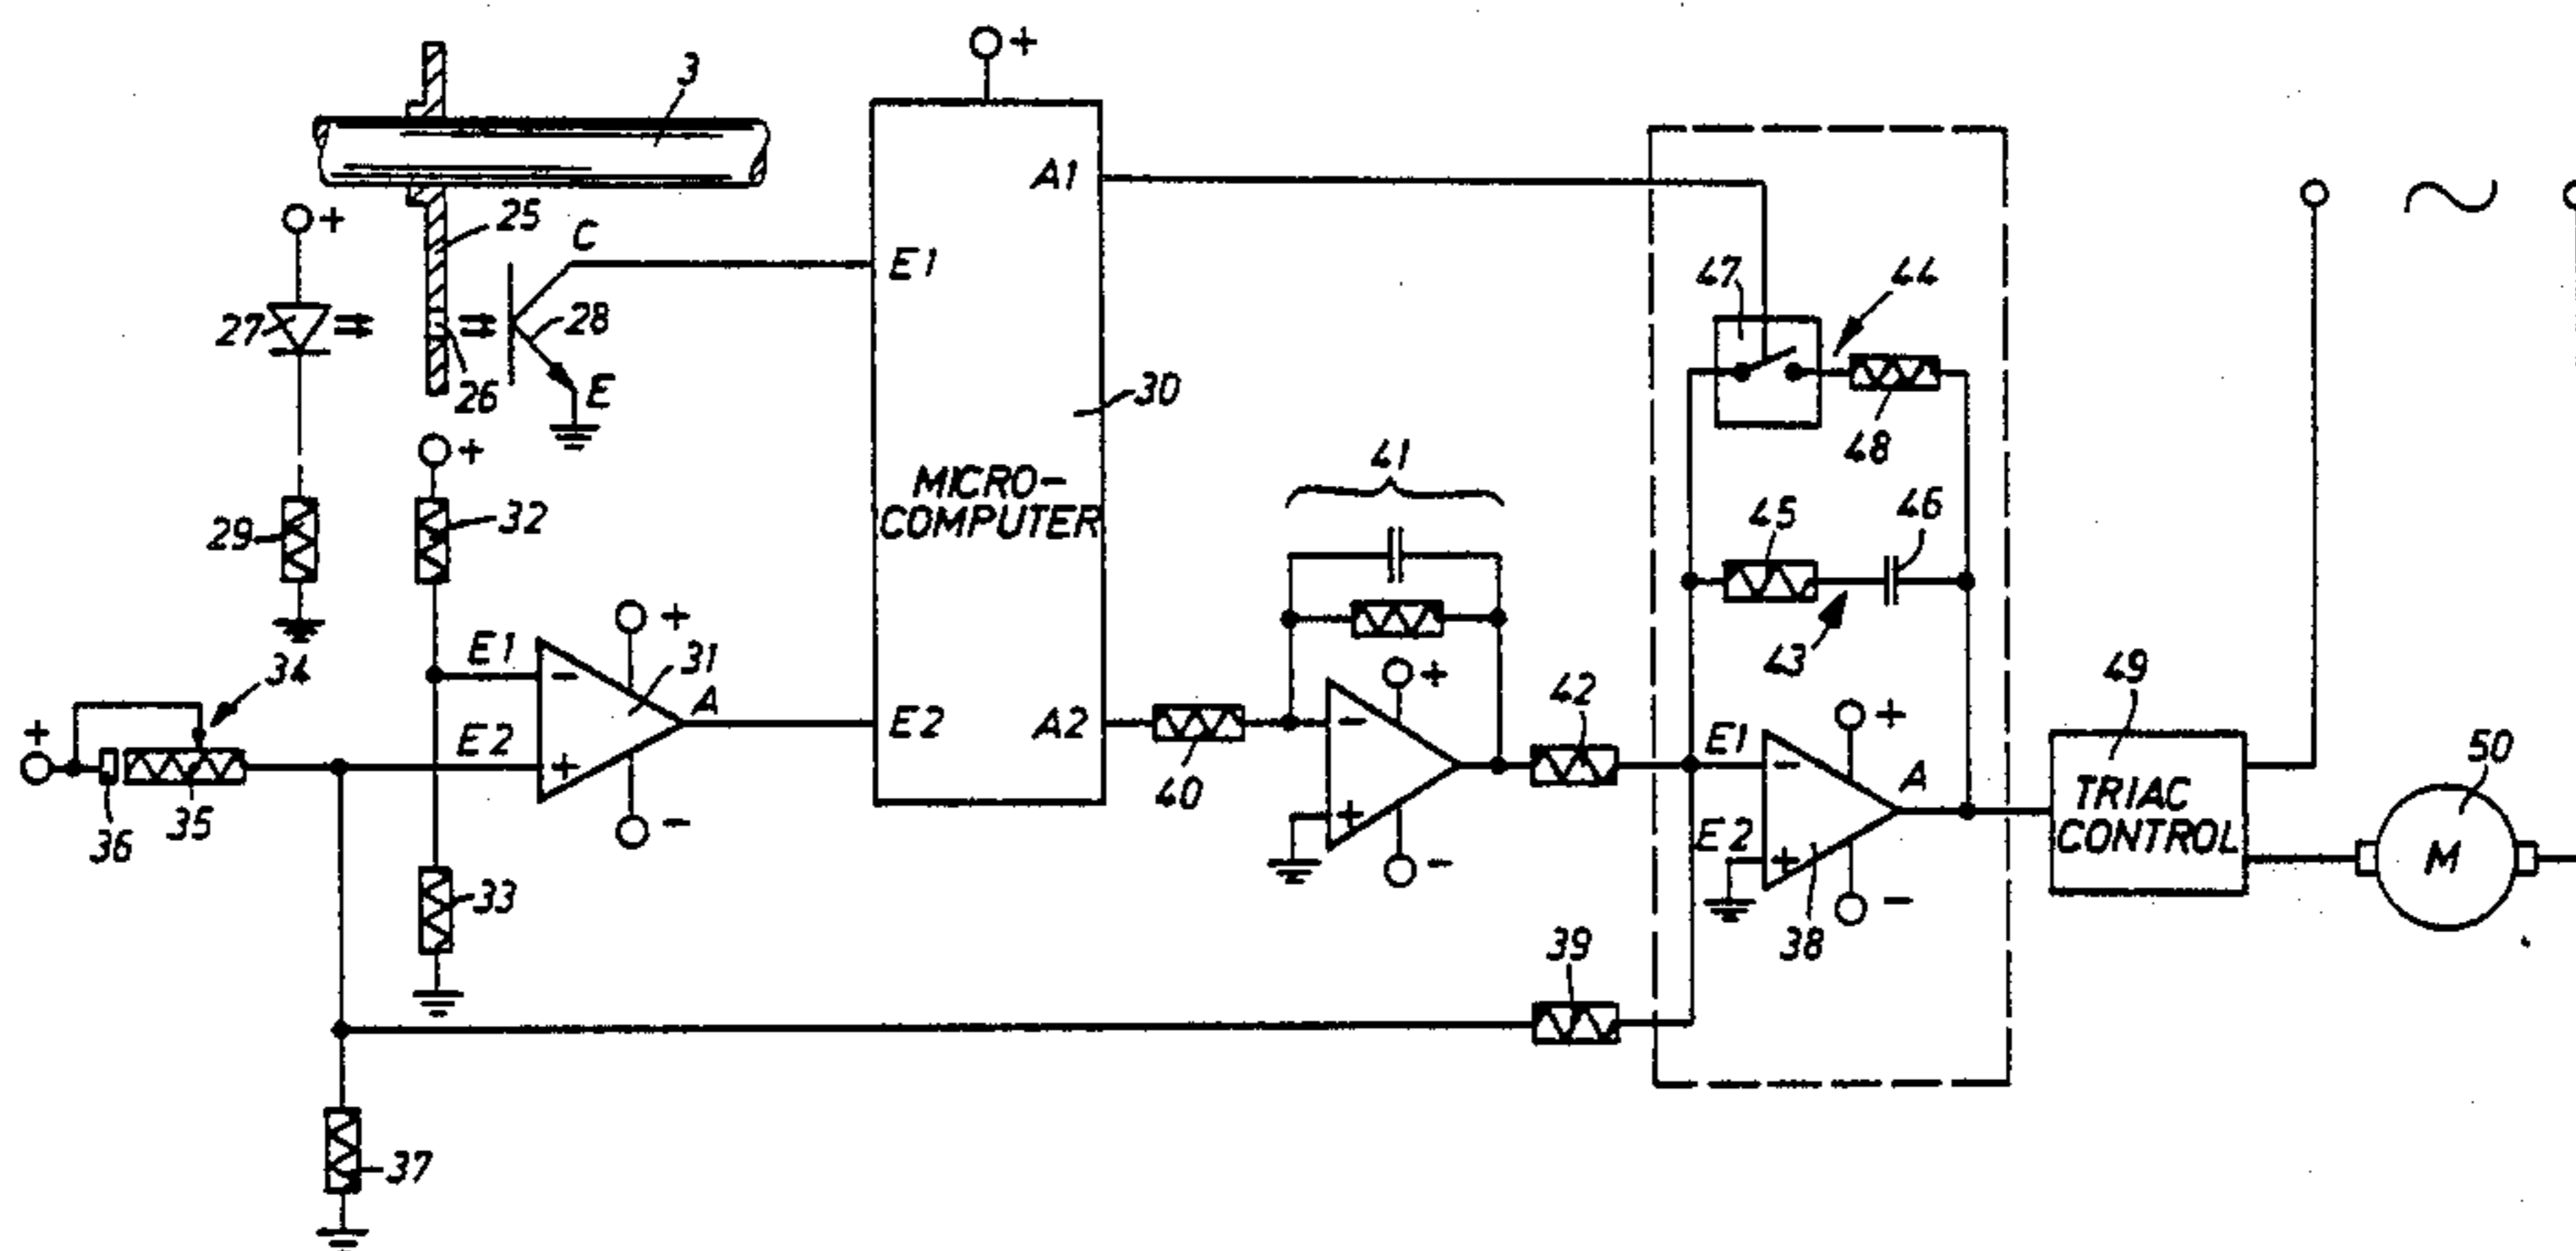 +
3
A1
+
25
C
E1
47
44
27
28
26
E
30
48
+
41
MICRO-
COMPUTER
45
46
32
29
+
31
43
E1
34
-
A
+
42
49
+
E2
E2
A2
-
E1
-
A
50
+
+
36
35
40
TRIAC
CONTROL
M
+
E2
+
-
-
33
39
38
-
37